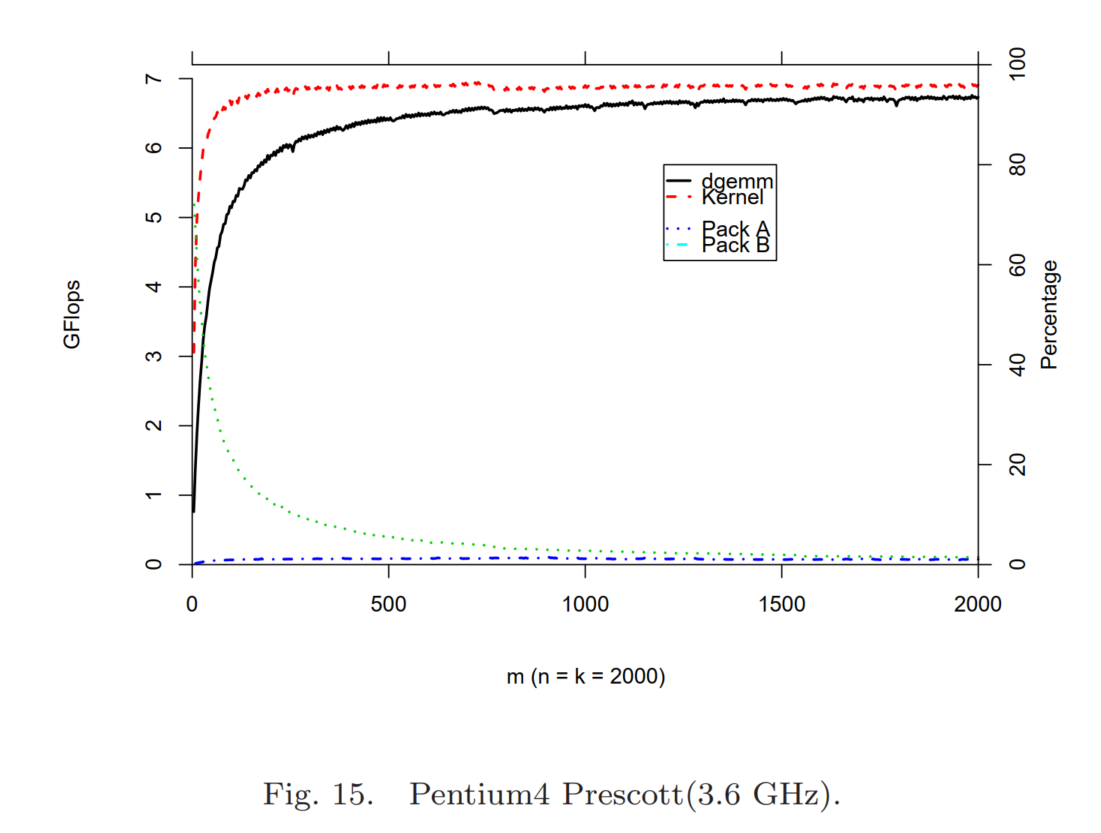 7
6
5
4
3
2
1
0
GFlops
100
80
60
40
20
0
Percentage
dgemm
Kernel
Pack A
Pack B
0 500 1000 1500 2000
m (n = k = 2000)
Fig. 15. Pentium4 Prescott(3.6 GHz).